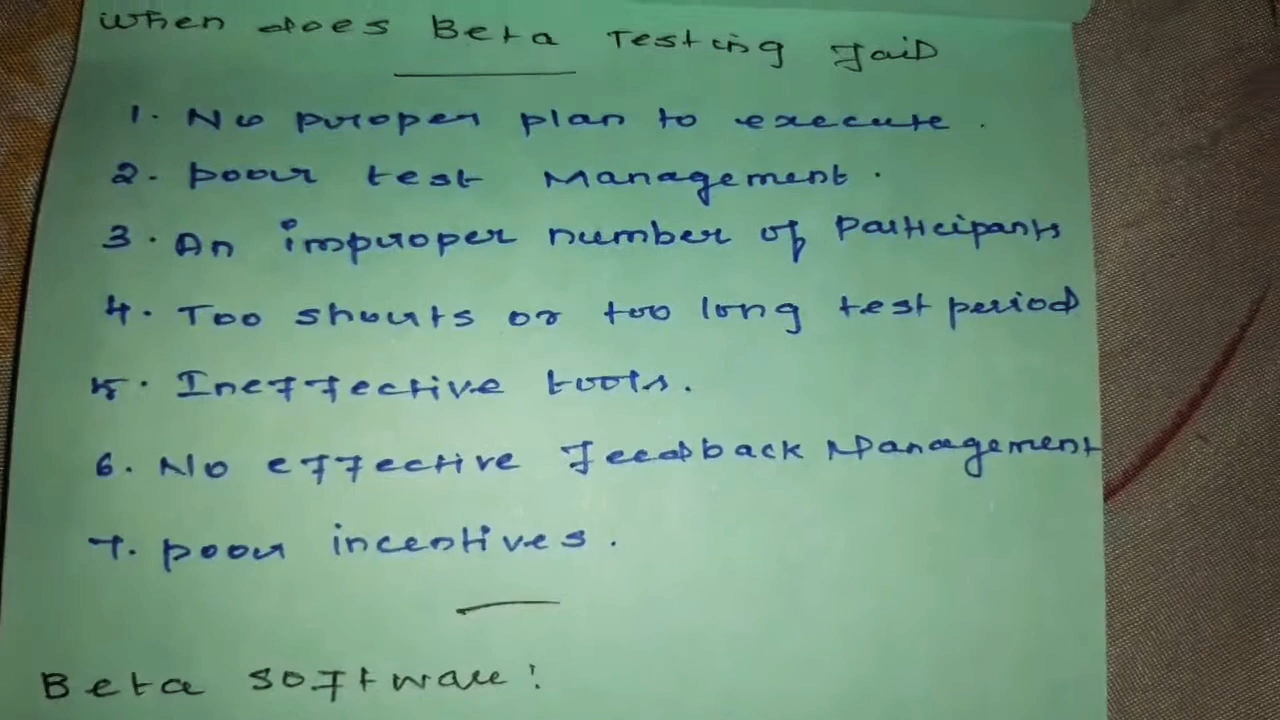 When does Beta Testing Fail
1. No proper plan to execute.
2. poor test Management.
3. An improper number of participants
4. Too shorts or too long test period
5. Ineffective tools.
6. No effective feedback Management
7. poor incentives.
Beta software: